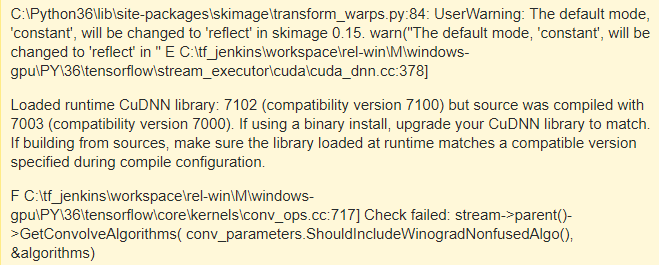 C:\Python36\lib\site-packages\skimage\transform_warps.py:84: UserWarning: The default mode,
'constant', will be changed to 'reflect' in skimage 0.15. warn("The default mode, 'constant', will be
changed to 'reflect' in " E C:\tf_jenkins\workspace\rel-win\M\windows-
gpu\PY\36\tensorflow\stream_executor\cuda\cuda_dnn.cc:378]
Loaded runtime CuDNN library: 7102 (compatibility version 7100) but source was compiled with
7003 (compatibility version 7000). If using a binary install, upgrade your CuDNN library to match.
If building from sources, make sure the library loaded at runtime matches a compatible version
specified during compile configuration.
F C:\tf_jenkins\workspace\rel-win\M\windows-
gpu\PY\36\tensorflow\core\kernels\conv_ops.cc:717] Check failed: stream->parent()-
>GetConvolveAlgorithms( conv_parameters.ShouldIncludeWinogradNonfusedAlgo(),
&algorithms)